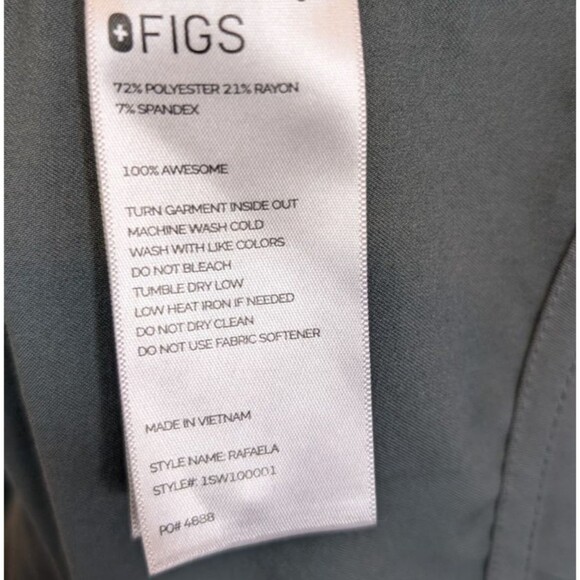 FIGS
72% POLYESTER 21% RAYON
7% SPANDEX
100% AWESOME
TURN GARMENT INSIDE OUT
MACHINE WASH COLD
WASH WITH LIKE COLORS
DO NOT BLEACH
TUMBLE DRY LOW
LOW HEAT IRON IF NEEDED
DO NOT DRY CLEAN
DO NOT USE FABRIC SOFTENER
MADE IN VIETNAM
STYLE NAME: RAFAELA
STYLE#: 1SW100001
PO# 4688